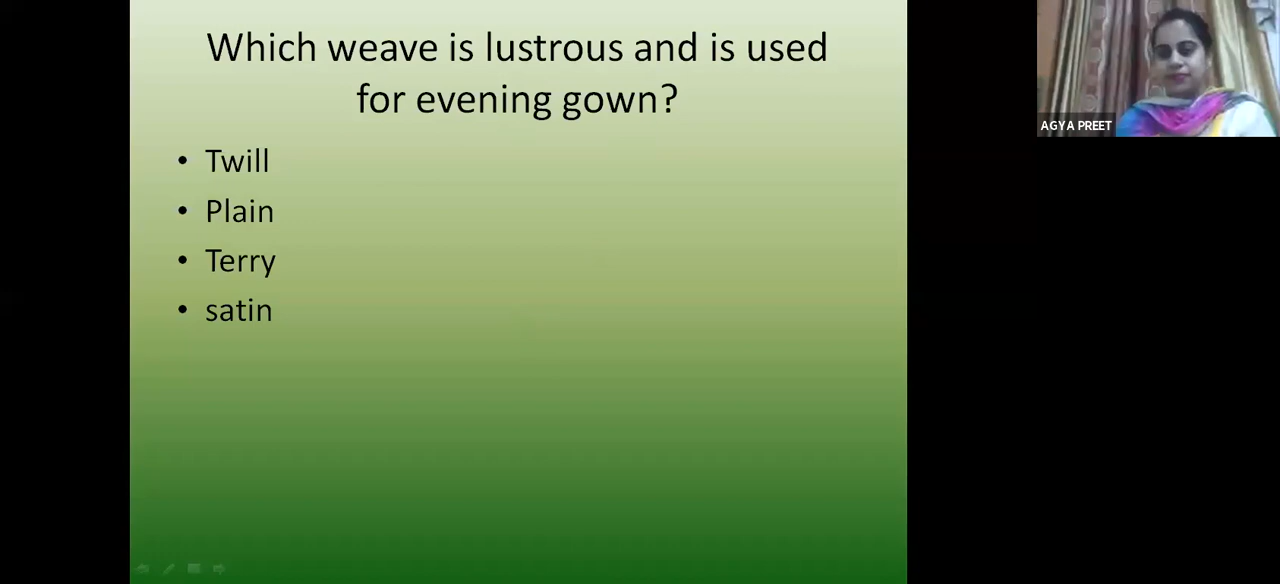 Which weave is lustrous and is used
for evening gown?
• Twill
• Plain
• Terry
• satin
AGYA PREET